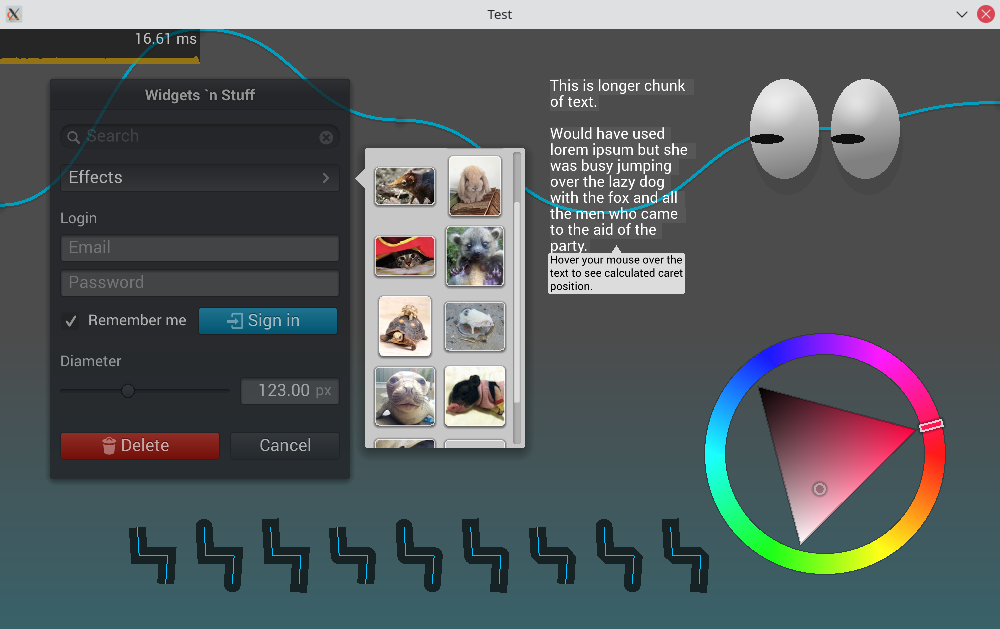 Test
16.61 ms
Widgets `n Stuff
Search
Effects
Login
Email
Password
Remember me
Sign in
Diameter
123.00 px
Delete
Cancel
This is longer chunk
of text.
Would have used
lorem ipsum but she
was busy jumping
over the lazy dog
with the fox and all
the men who came
to the aid of the
party.
Hover your mouse over the
text to see calculated caret
position.